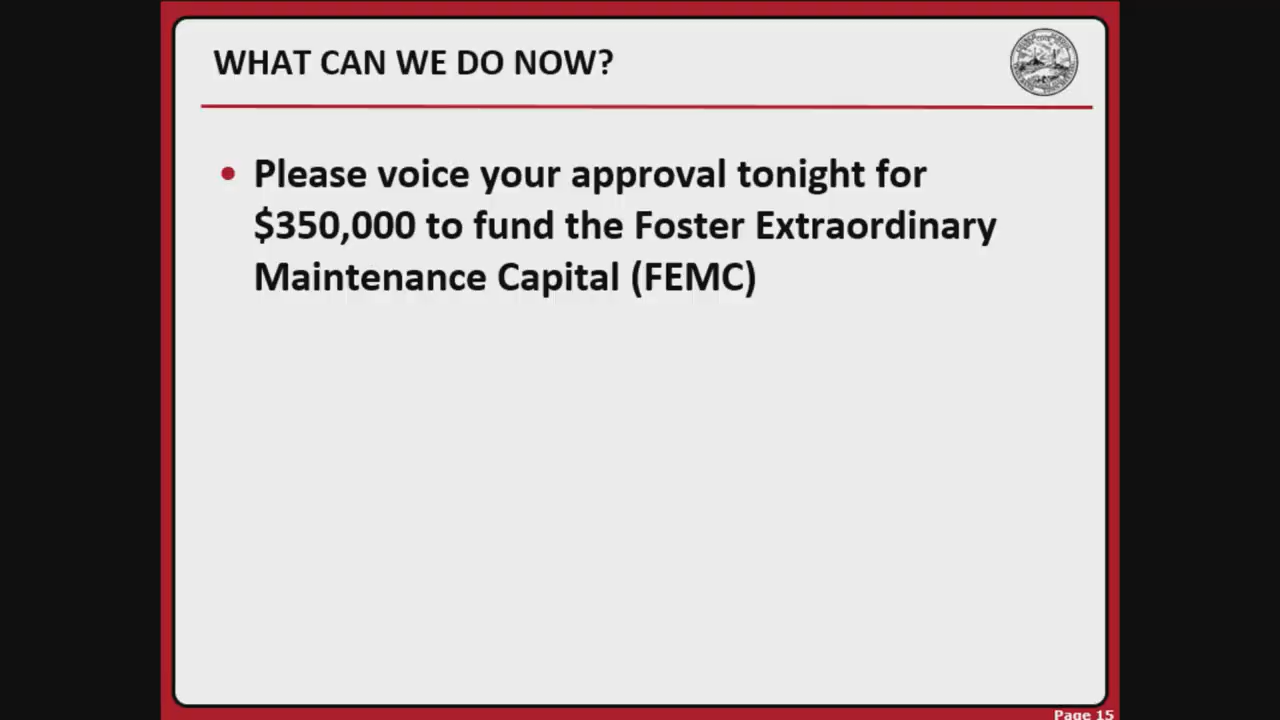 WHAT CAN WE DO NOW?
• Please voice your approval tonight for
$350,000 to fund the Foster Extraordinary
Maintenance Capital (FEMC)
Page 15